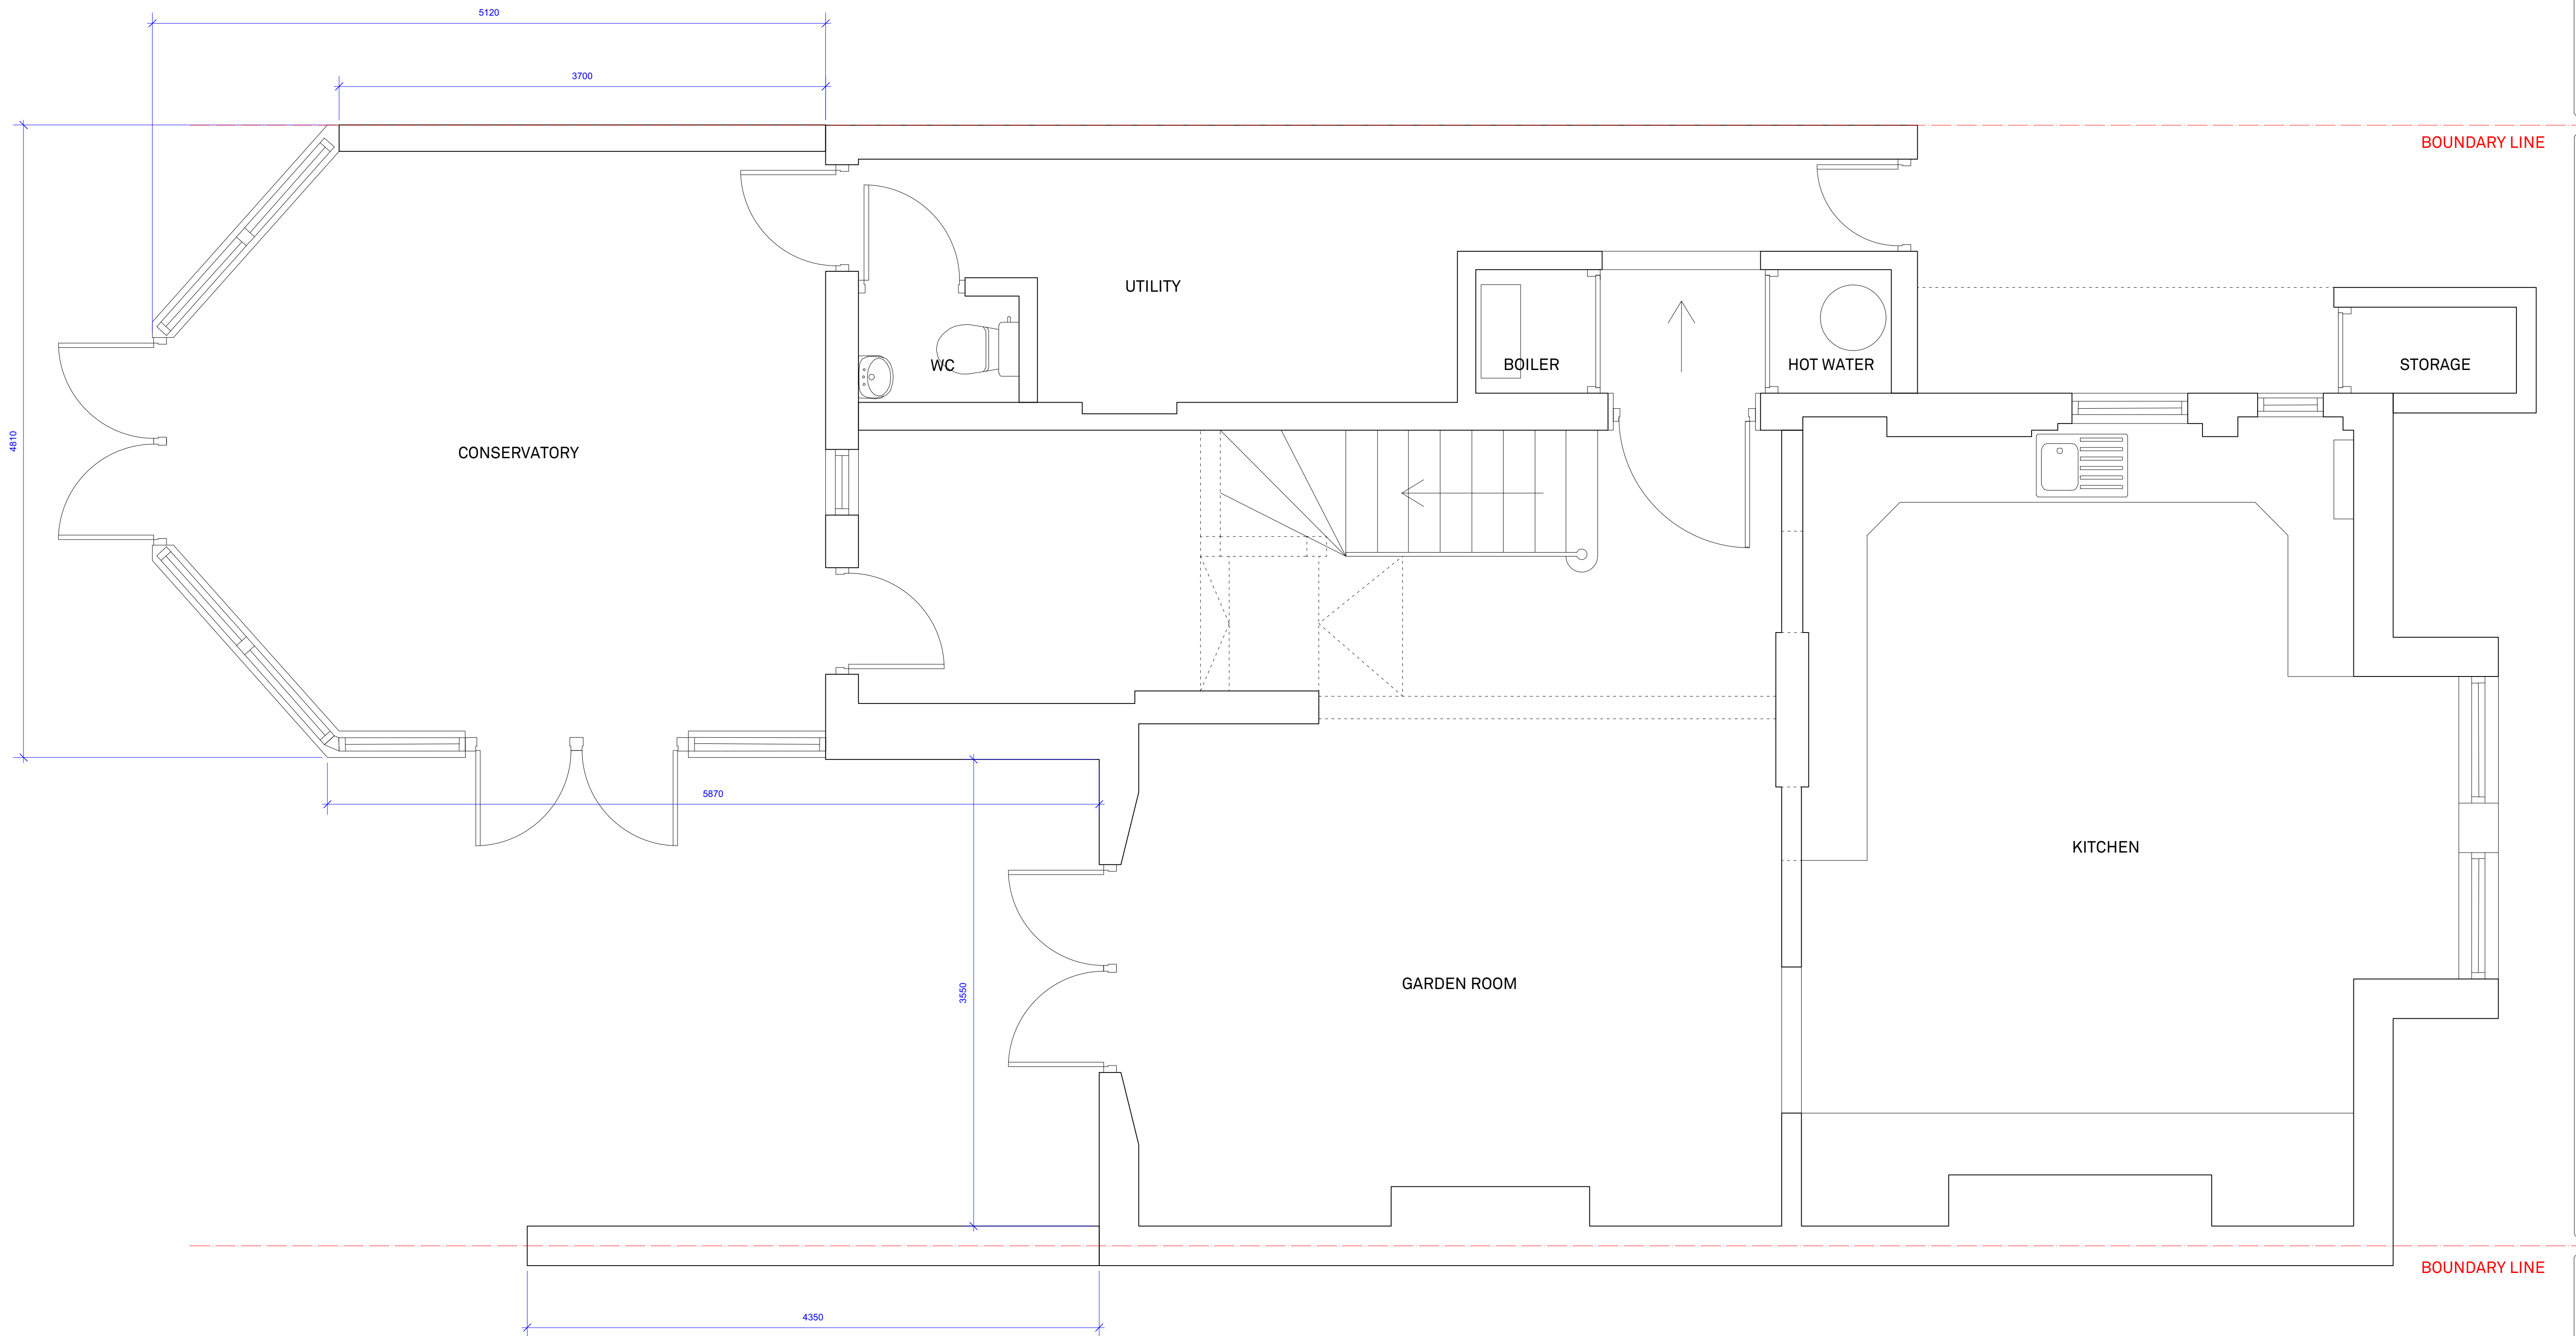 5120
3700
BOUNDARY LINE
UTILITY
WC
BOILER
HOT WATER
STORAGE
4810
CONSERVATORY
5870
KITCHEN
3550
GARDEN ROOM
BOUNDARY LINE
4350